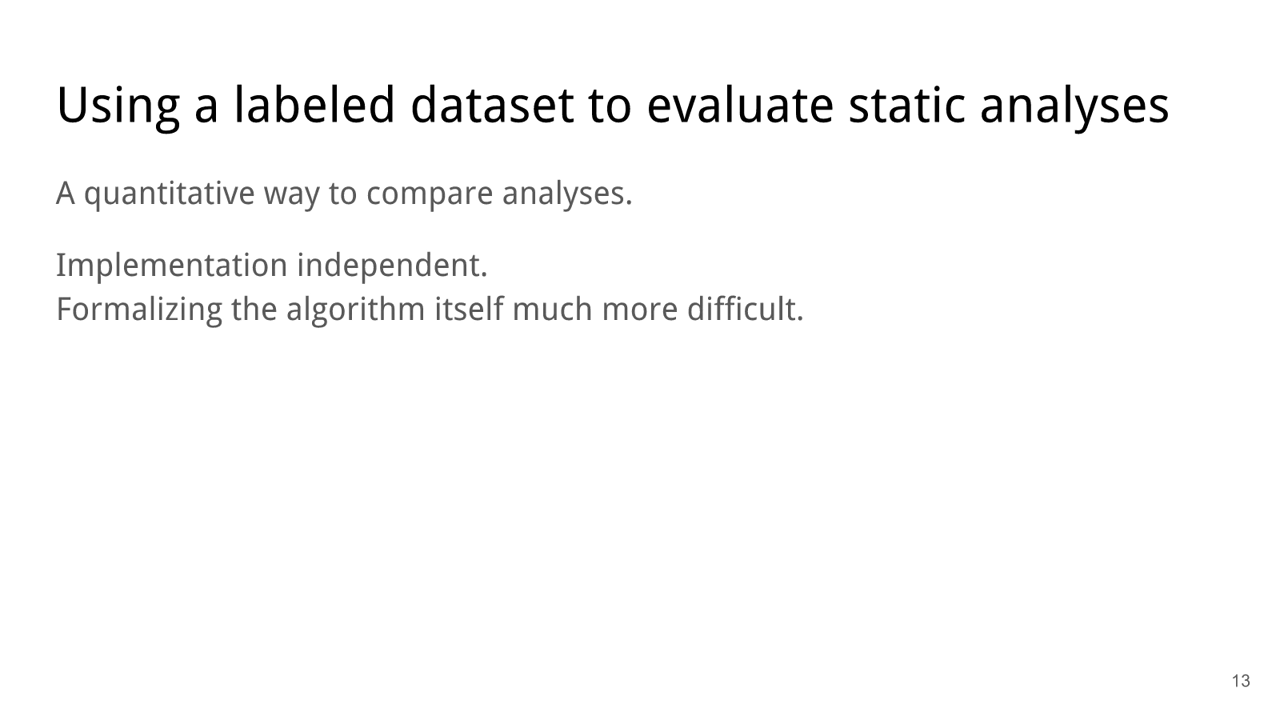 Using a labeled dataset to evaluate static analyses
A quantitative way to compare analyses.
Implementation independent.
Formalizing the algorithm itself much more difficult.
13